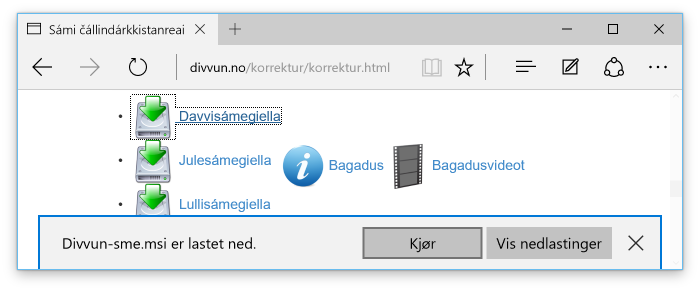 Sámi čállindárkkistanreai
divvun.no/korrektur/korrektur.html
Davvisámegiella
Julesámegiella Bagadus Bagadusvideot
Lullisámegiella
Divvun-sme.msi er lastet ned. Kjør Vis nedlastinger